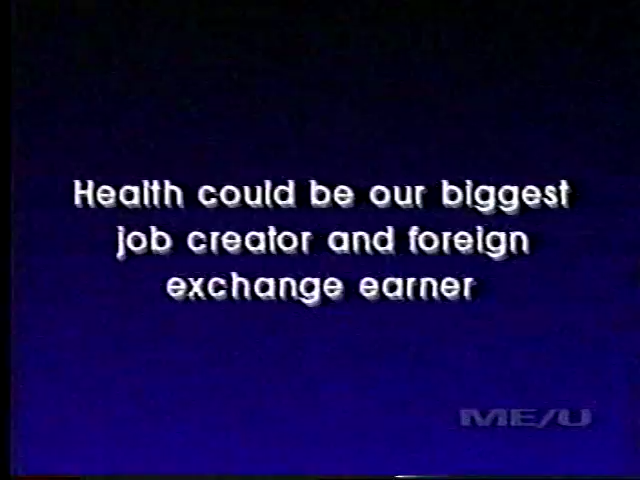 Health could be our biggest
job creator and foreign
exchange earner
ME/U